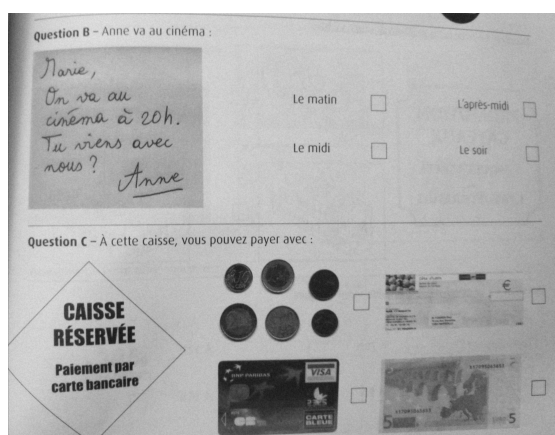 Question B – Anne va au cinéma :
Marie,
On va au
cinéma à 20h.
Tu viens avec
nous ?
Anne
Le matin
L'après-midi
Le midi
Le soir
Question C – À cette caisse, vous pouvez payer avec :
CAISSE
RÉSERVÉE
Paiement par
carte bancaire
€
BNP PARIBAS
VISA
CARTE
BLEUE
5
5